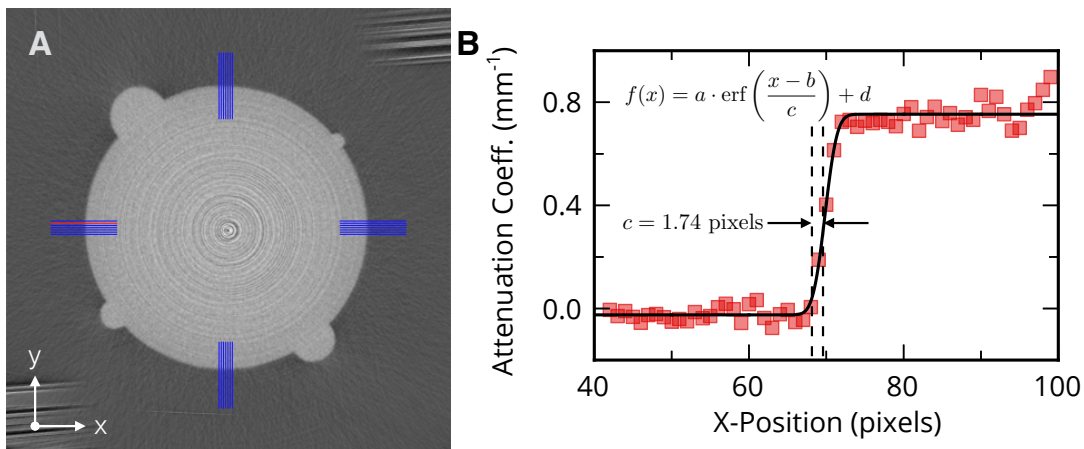 A
y
x
B
Attenuation Coeff. (mm⁻¹)
0.8
0.4
0.0
f(x) = a · erf((x − b)/c) + d
c = 1.74 pixels
40 60 80 100
X-Position (pixels)